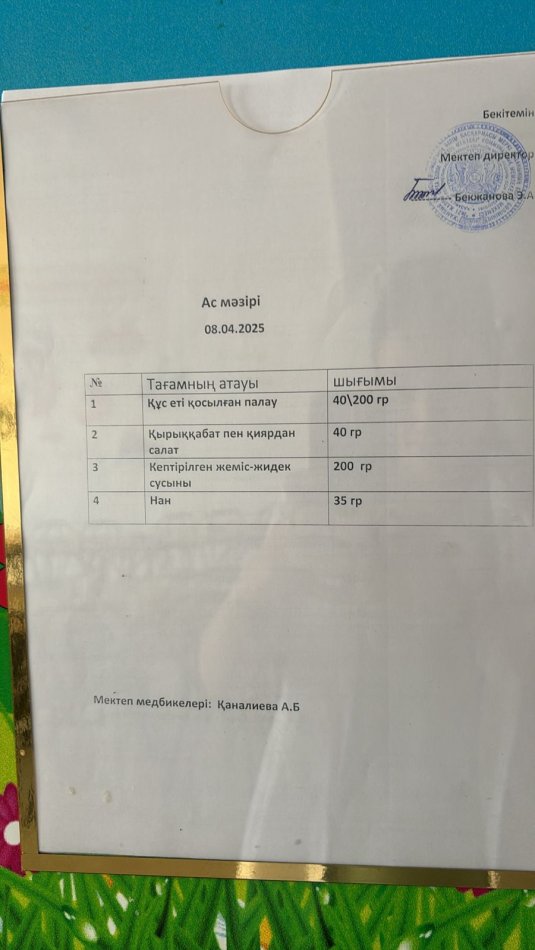 Бекітемін
Мектеп директор
Бекжанова Э.А
Ас мәзірі
08.04.2025
№ Тағамның атауы шығымы
1 Құс еті қосылған палау 40\200 гр
2 Қырыққабат пен қиярдан салат 40 гр
3 Кептірілген жеміс-жидек сусыны 200 гр
4 Нан 35 гр
Мектеп медбикелері: Қаналиева А.Б